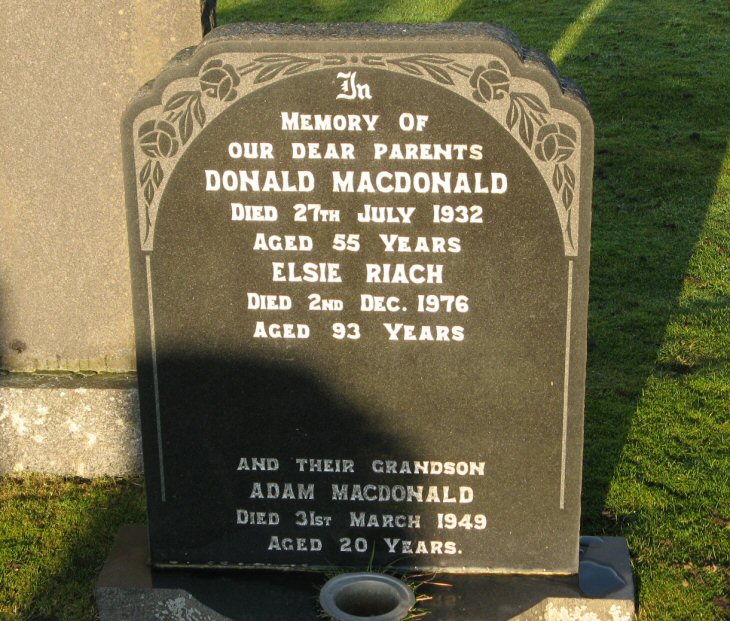 In
MEMORY OF
OUR DEAR PARENTS
DONALD MACDONALD
DIED 27TH JULY 1932
AGED 55 YEARS
ELSIE RIACH
DIED 2ND DEC. 1976
AGED 93 YEARS
AND THEIR GRANDSON
ADAM MACDONALD
DIED 31ST MARCH 1949
AGED 20 YEARS.